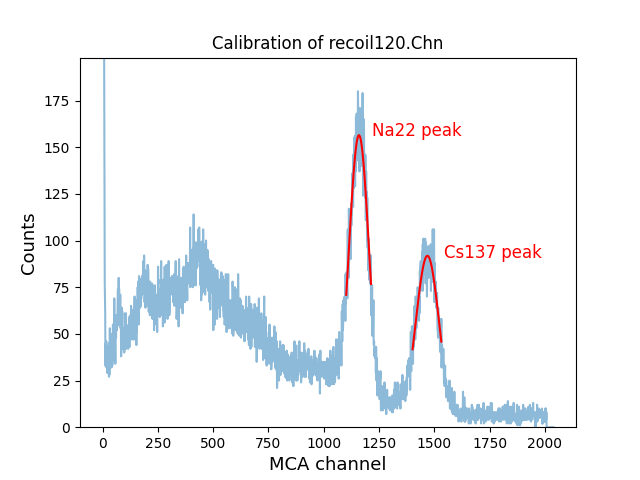 Calibration of recoil120.Chn
Counts
175
150
125
100
75
50
25
0
Na22 peak
Cs137 peak
0 250 500 750 1000 1250 1500 1750 2000
MCA channel